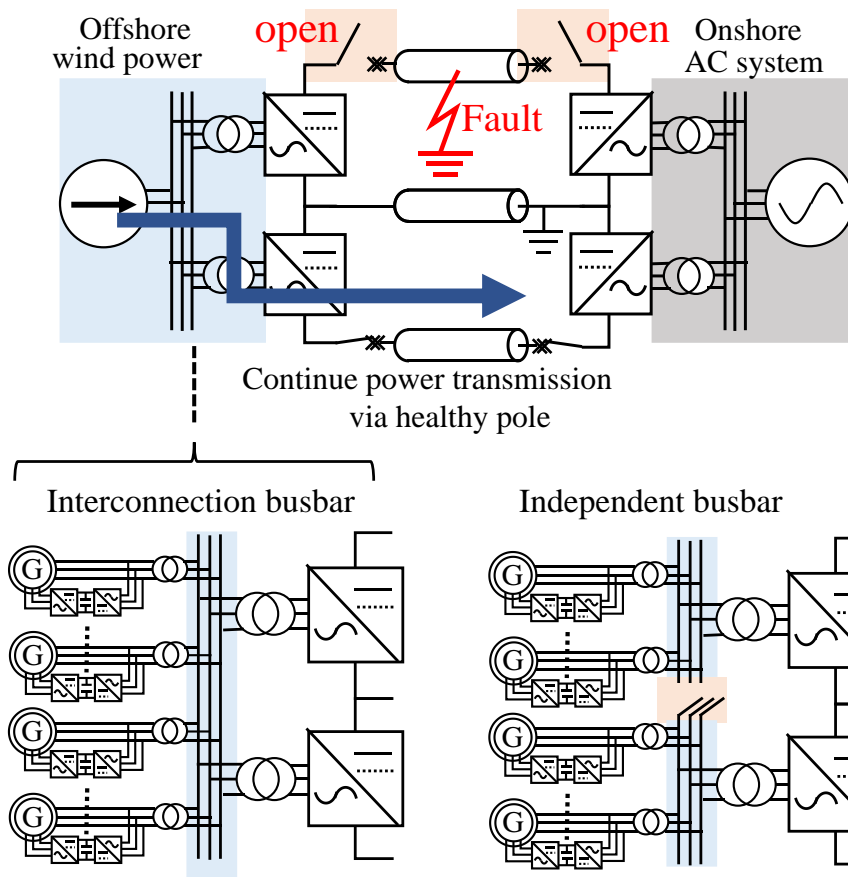 Offshore
wind power
open
open
Onshore
AC system
Fault
Continue power transmission
via healthy pole
Interconnection busbar
Independent busbar
G
G
G
G
G
G
G
G